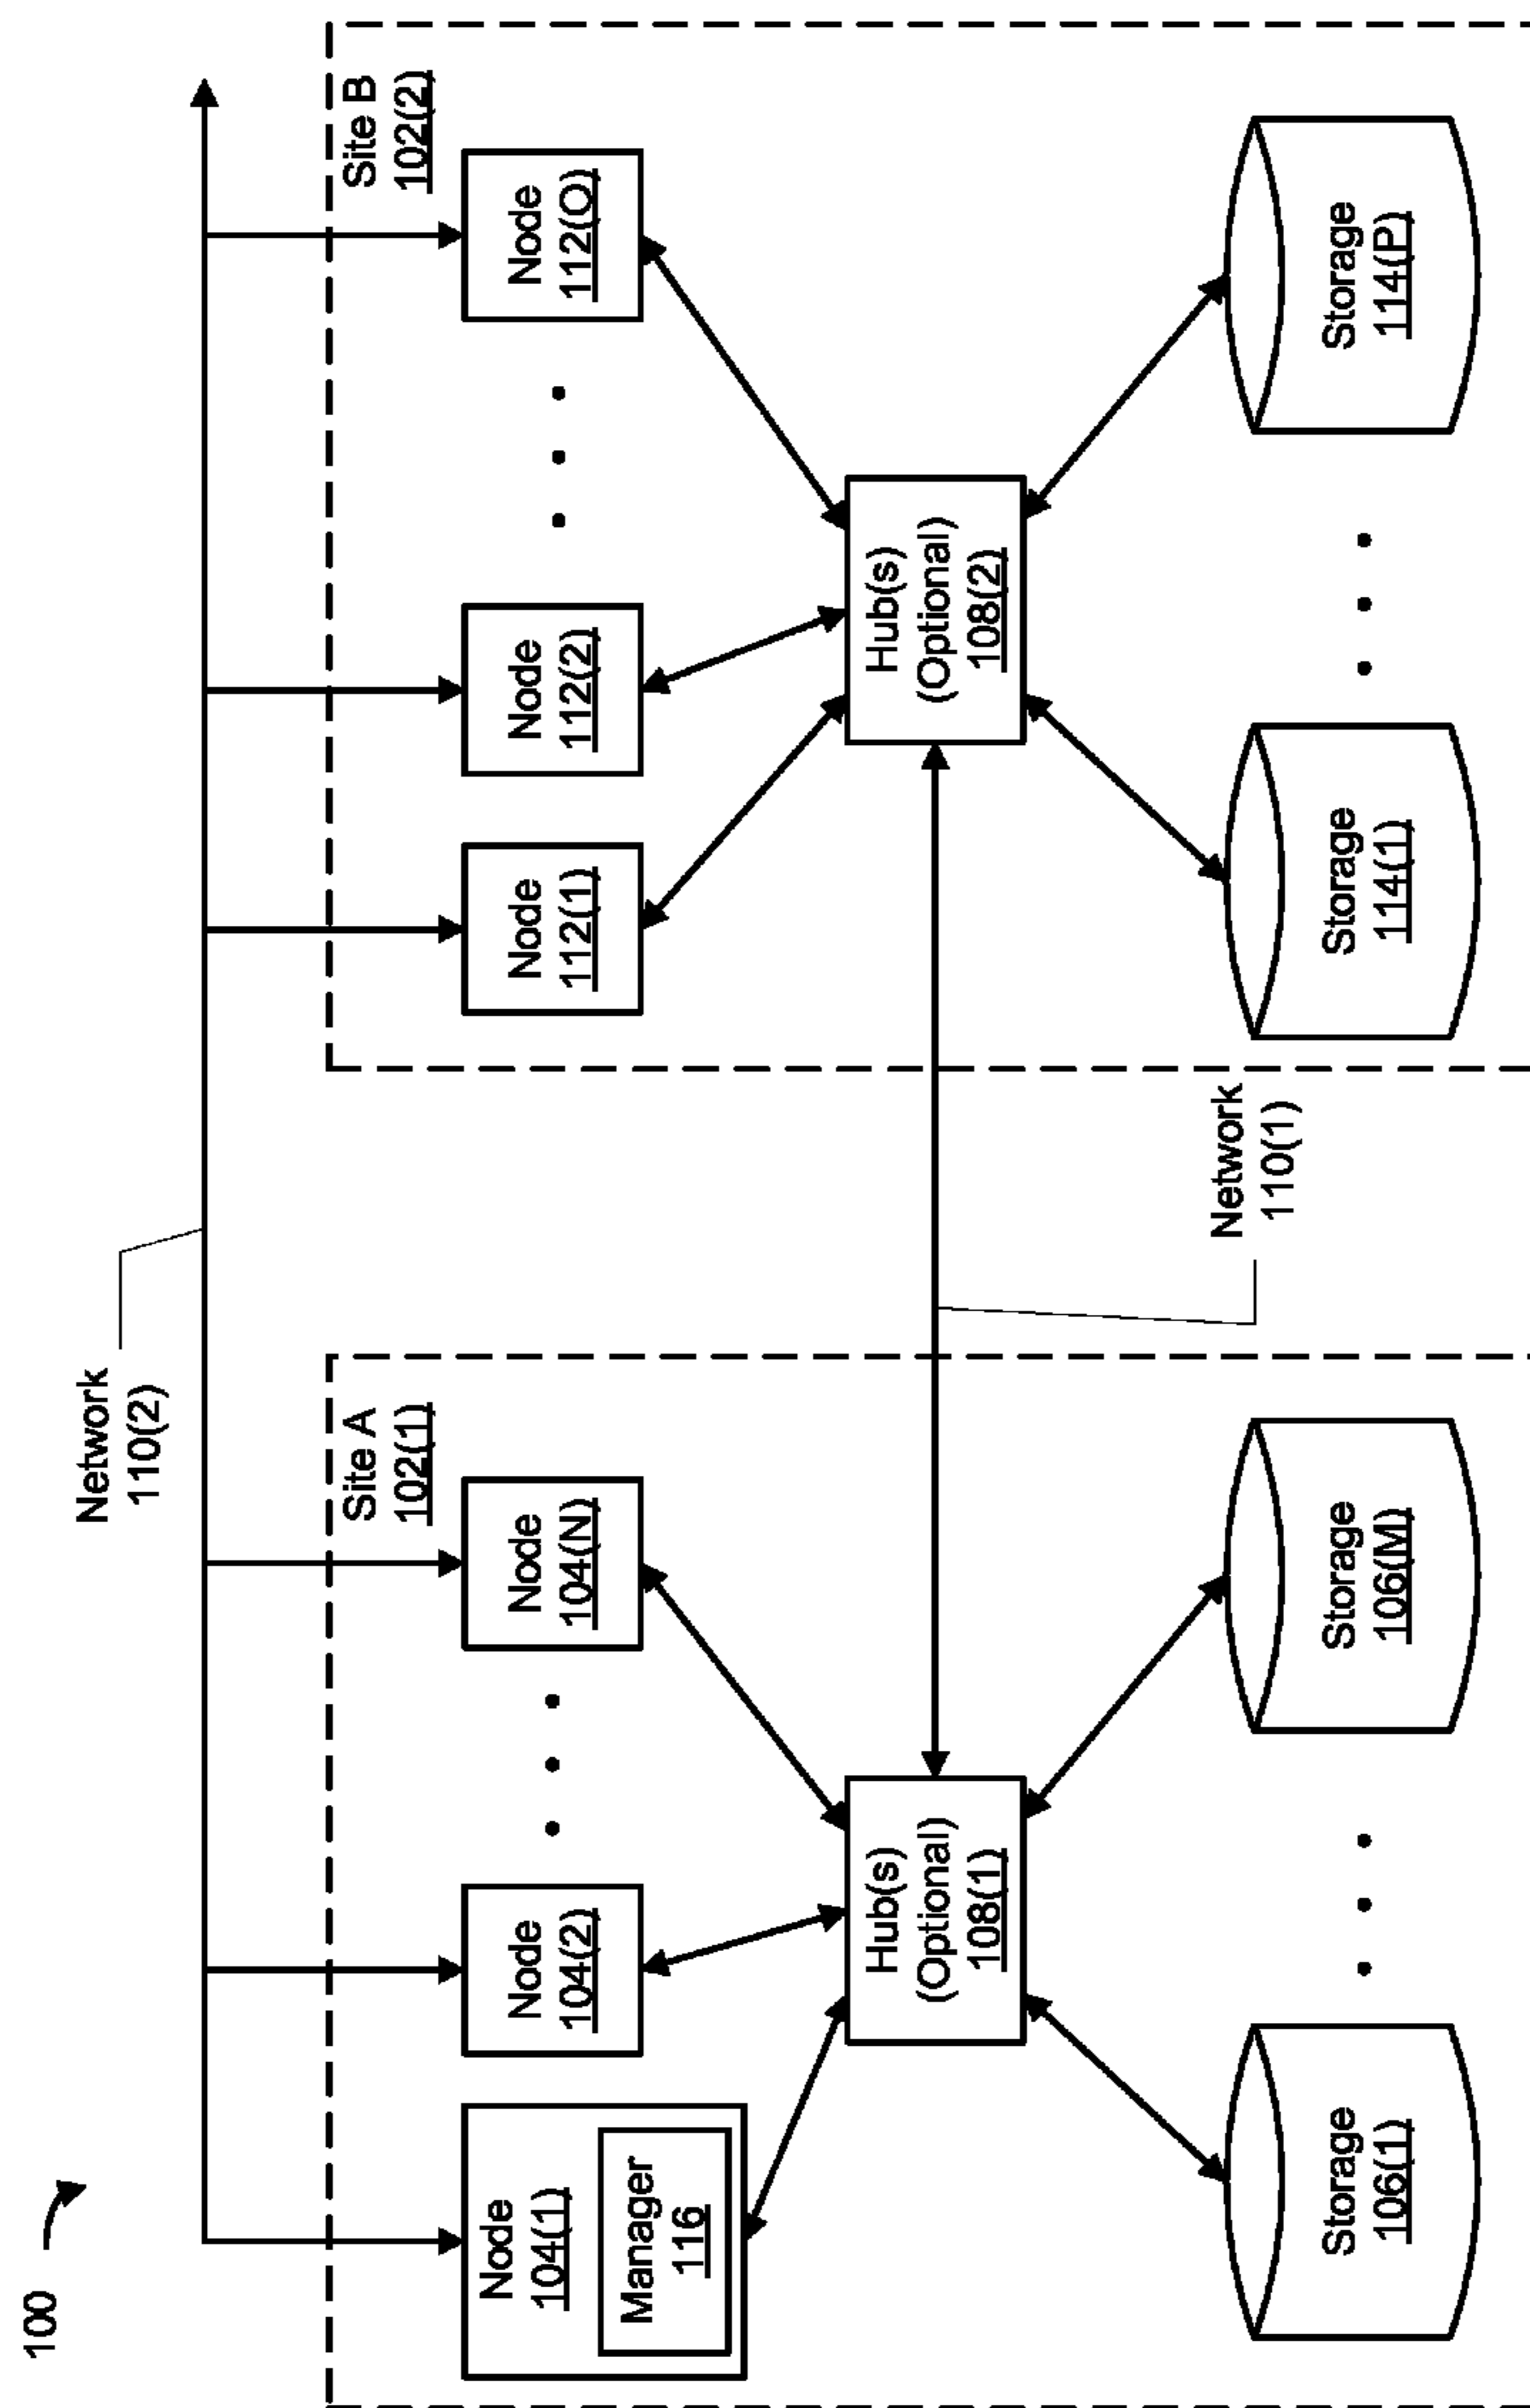 100
Network
110(2)
Site A
102(1)
Site B
102(2)
Node
104(1)
Manager
116
Node
104(2)
Node
104(N)
Node
112(1)
Node
112(2)
Node
112(O)
Hub(s)
(Optional)
108(1)
Hub(s)
(Optional)
108(2)
Network
110(1)
Storage
106(1)
Storage
106(M)
Storage
114(1)
Storage
114(P)